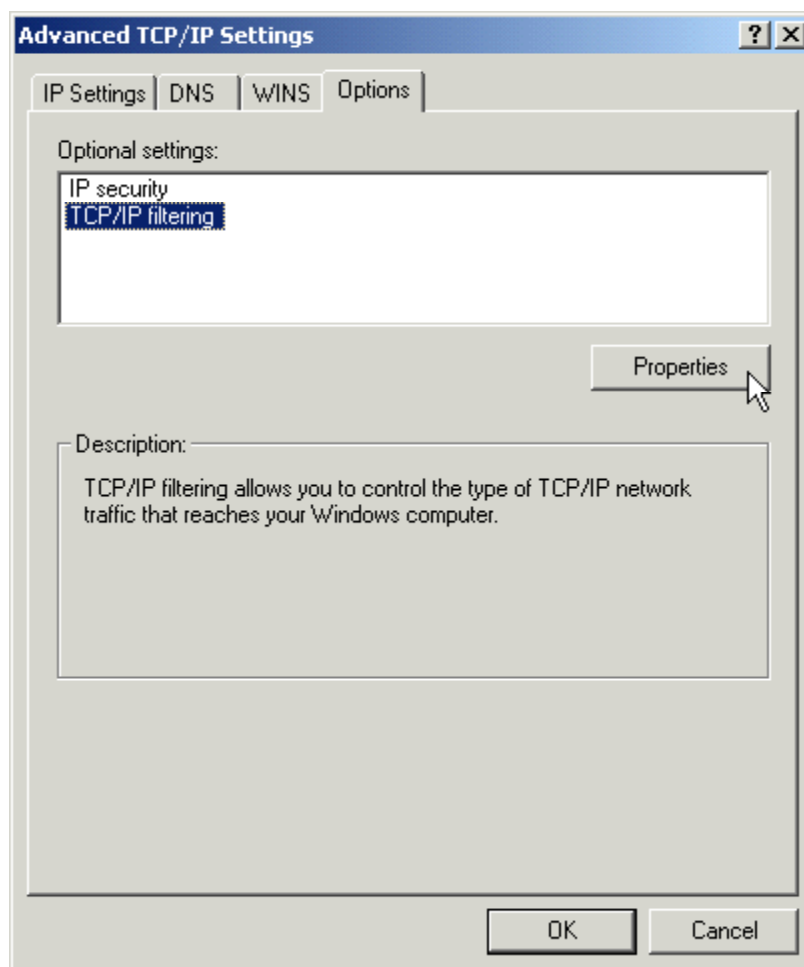 Advanced TCP/IP Settings
IP Settings DNS WINS Options
Optional settings:
IP security
TCP/IP filtering
Properties
Description:
TCP/IP filtering allows you to control the type of TCP/IP network
traffic that reaches your Windows computer.
OK Cancel